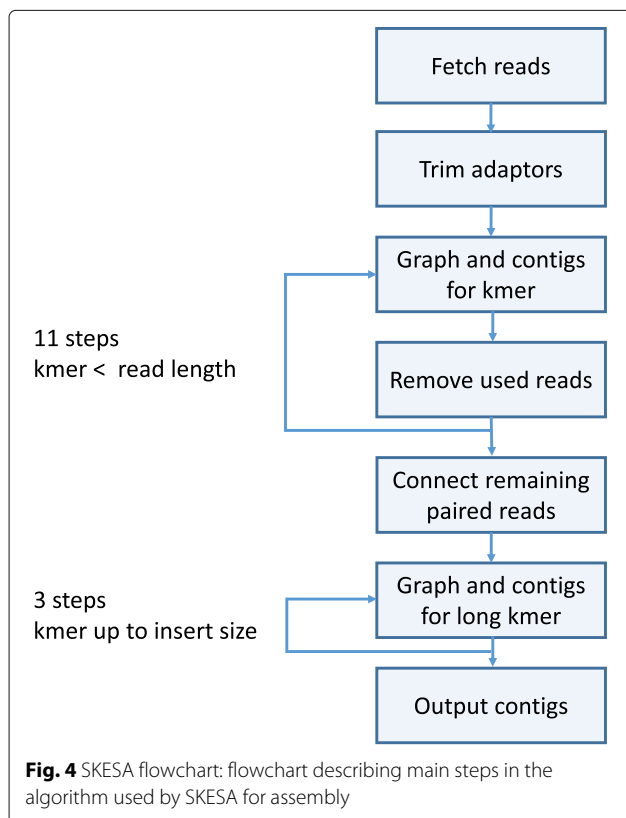 Fetch reads
Trim adaptors
Graph and contigs
for kmer
11 steps
kmer < read length
Remove used reads
Connect remaining
paired reads
3 steps
kmer up to insert size
Graph and contigs
for long kmer
Output contigs
Fig. 4 SKESA flowchart: flowchart describing main steps in the
algorithm used by SKESA for assembly